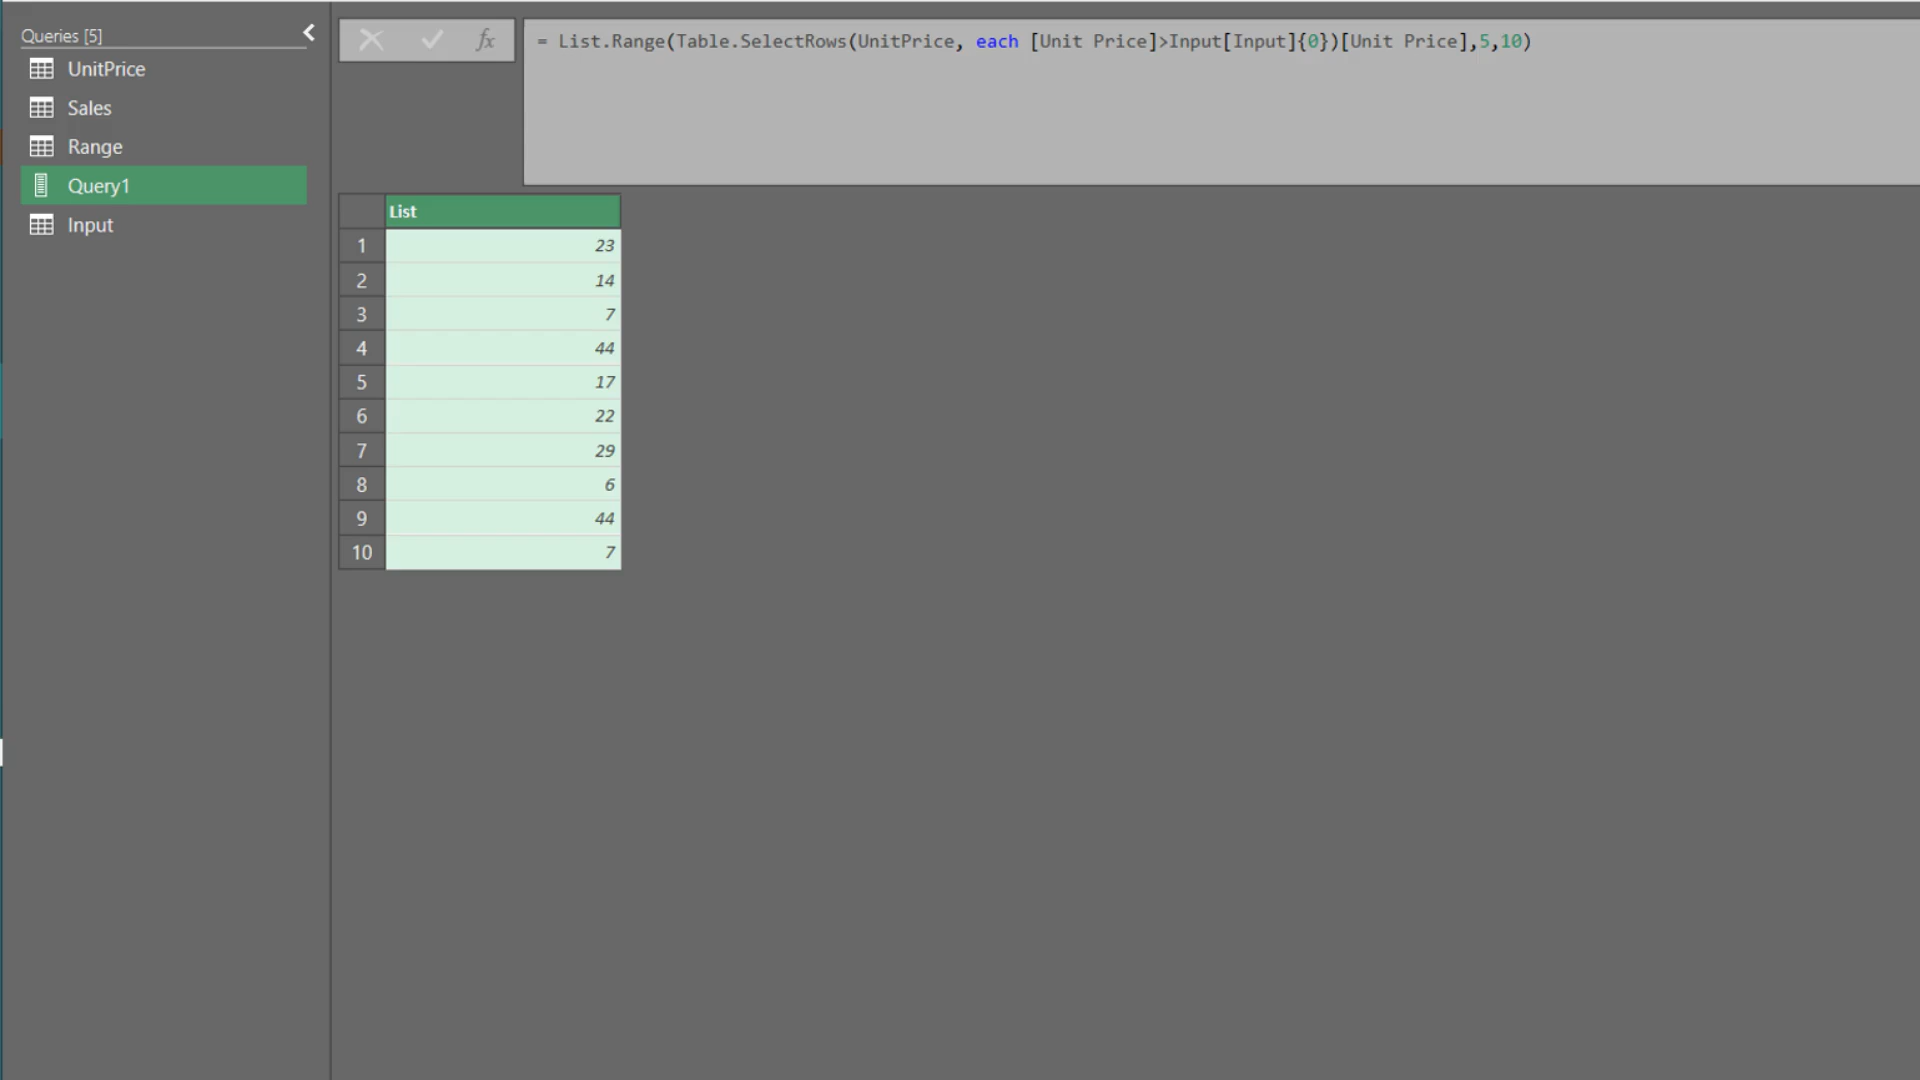 Queries [5]
UnitPrice
Sales
Range
Query1
Input
fx
= List.Range(Table.SelectRows(UnitPrice, each [Unit Price]>Input[Input]{0})[Unit Price],5,10)
List
1 23
2 14
3 7
4 44
5 17
6 22
7 29
8 6
9 44
10 7